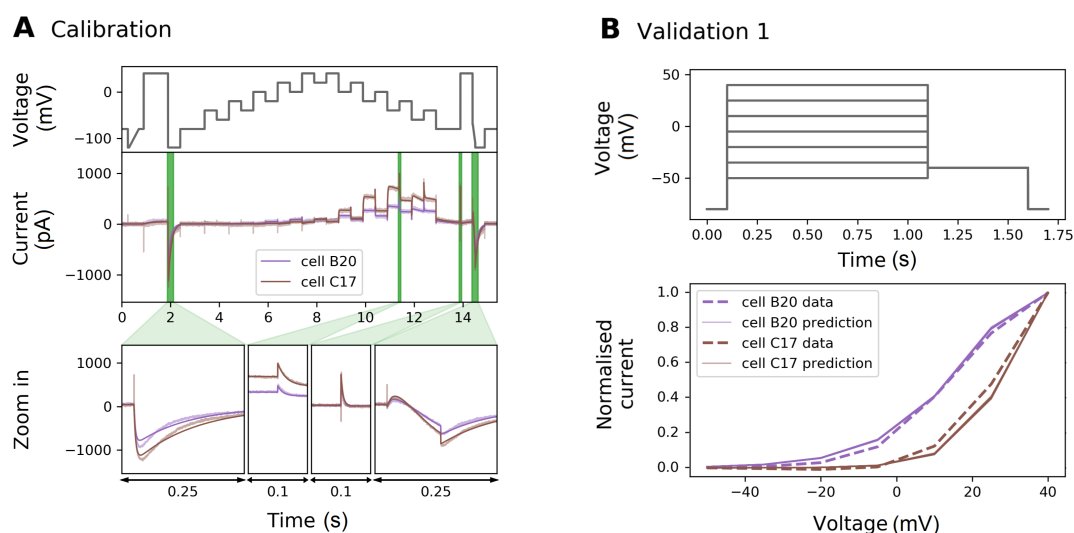 A Calibration
Voltage
(mV)
0
−100
Current
(pA)
1000
0
−1000
cell B20
cell C17
0 2 4 6 8 10 12 14
Zoom in
1000
0
−1000
0.25 0.1 0.1 0.25
Time (s)
B Validation 1
Voltage
(mV)
50
0
−50
0.00 0.25 0.50 0.75 1.00 1.25 1.50 1.75
Time (s)
Normalised
current
1.0
0.8
0.6
0.4
0.2
0.0
cell B20 data
cell B20 prediction
cell C17 data
cell C17 prediction
−40 −20 0 20 40
Voltage (mV)